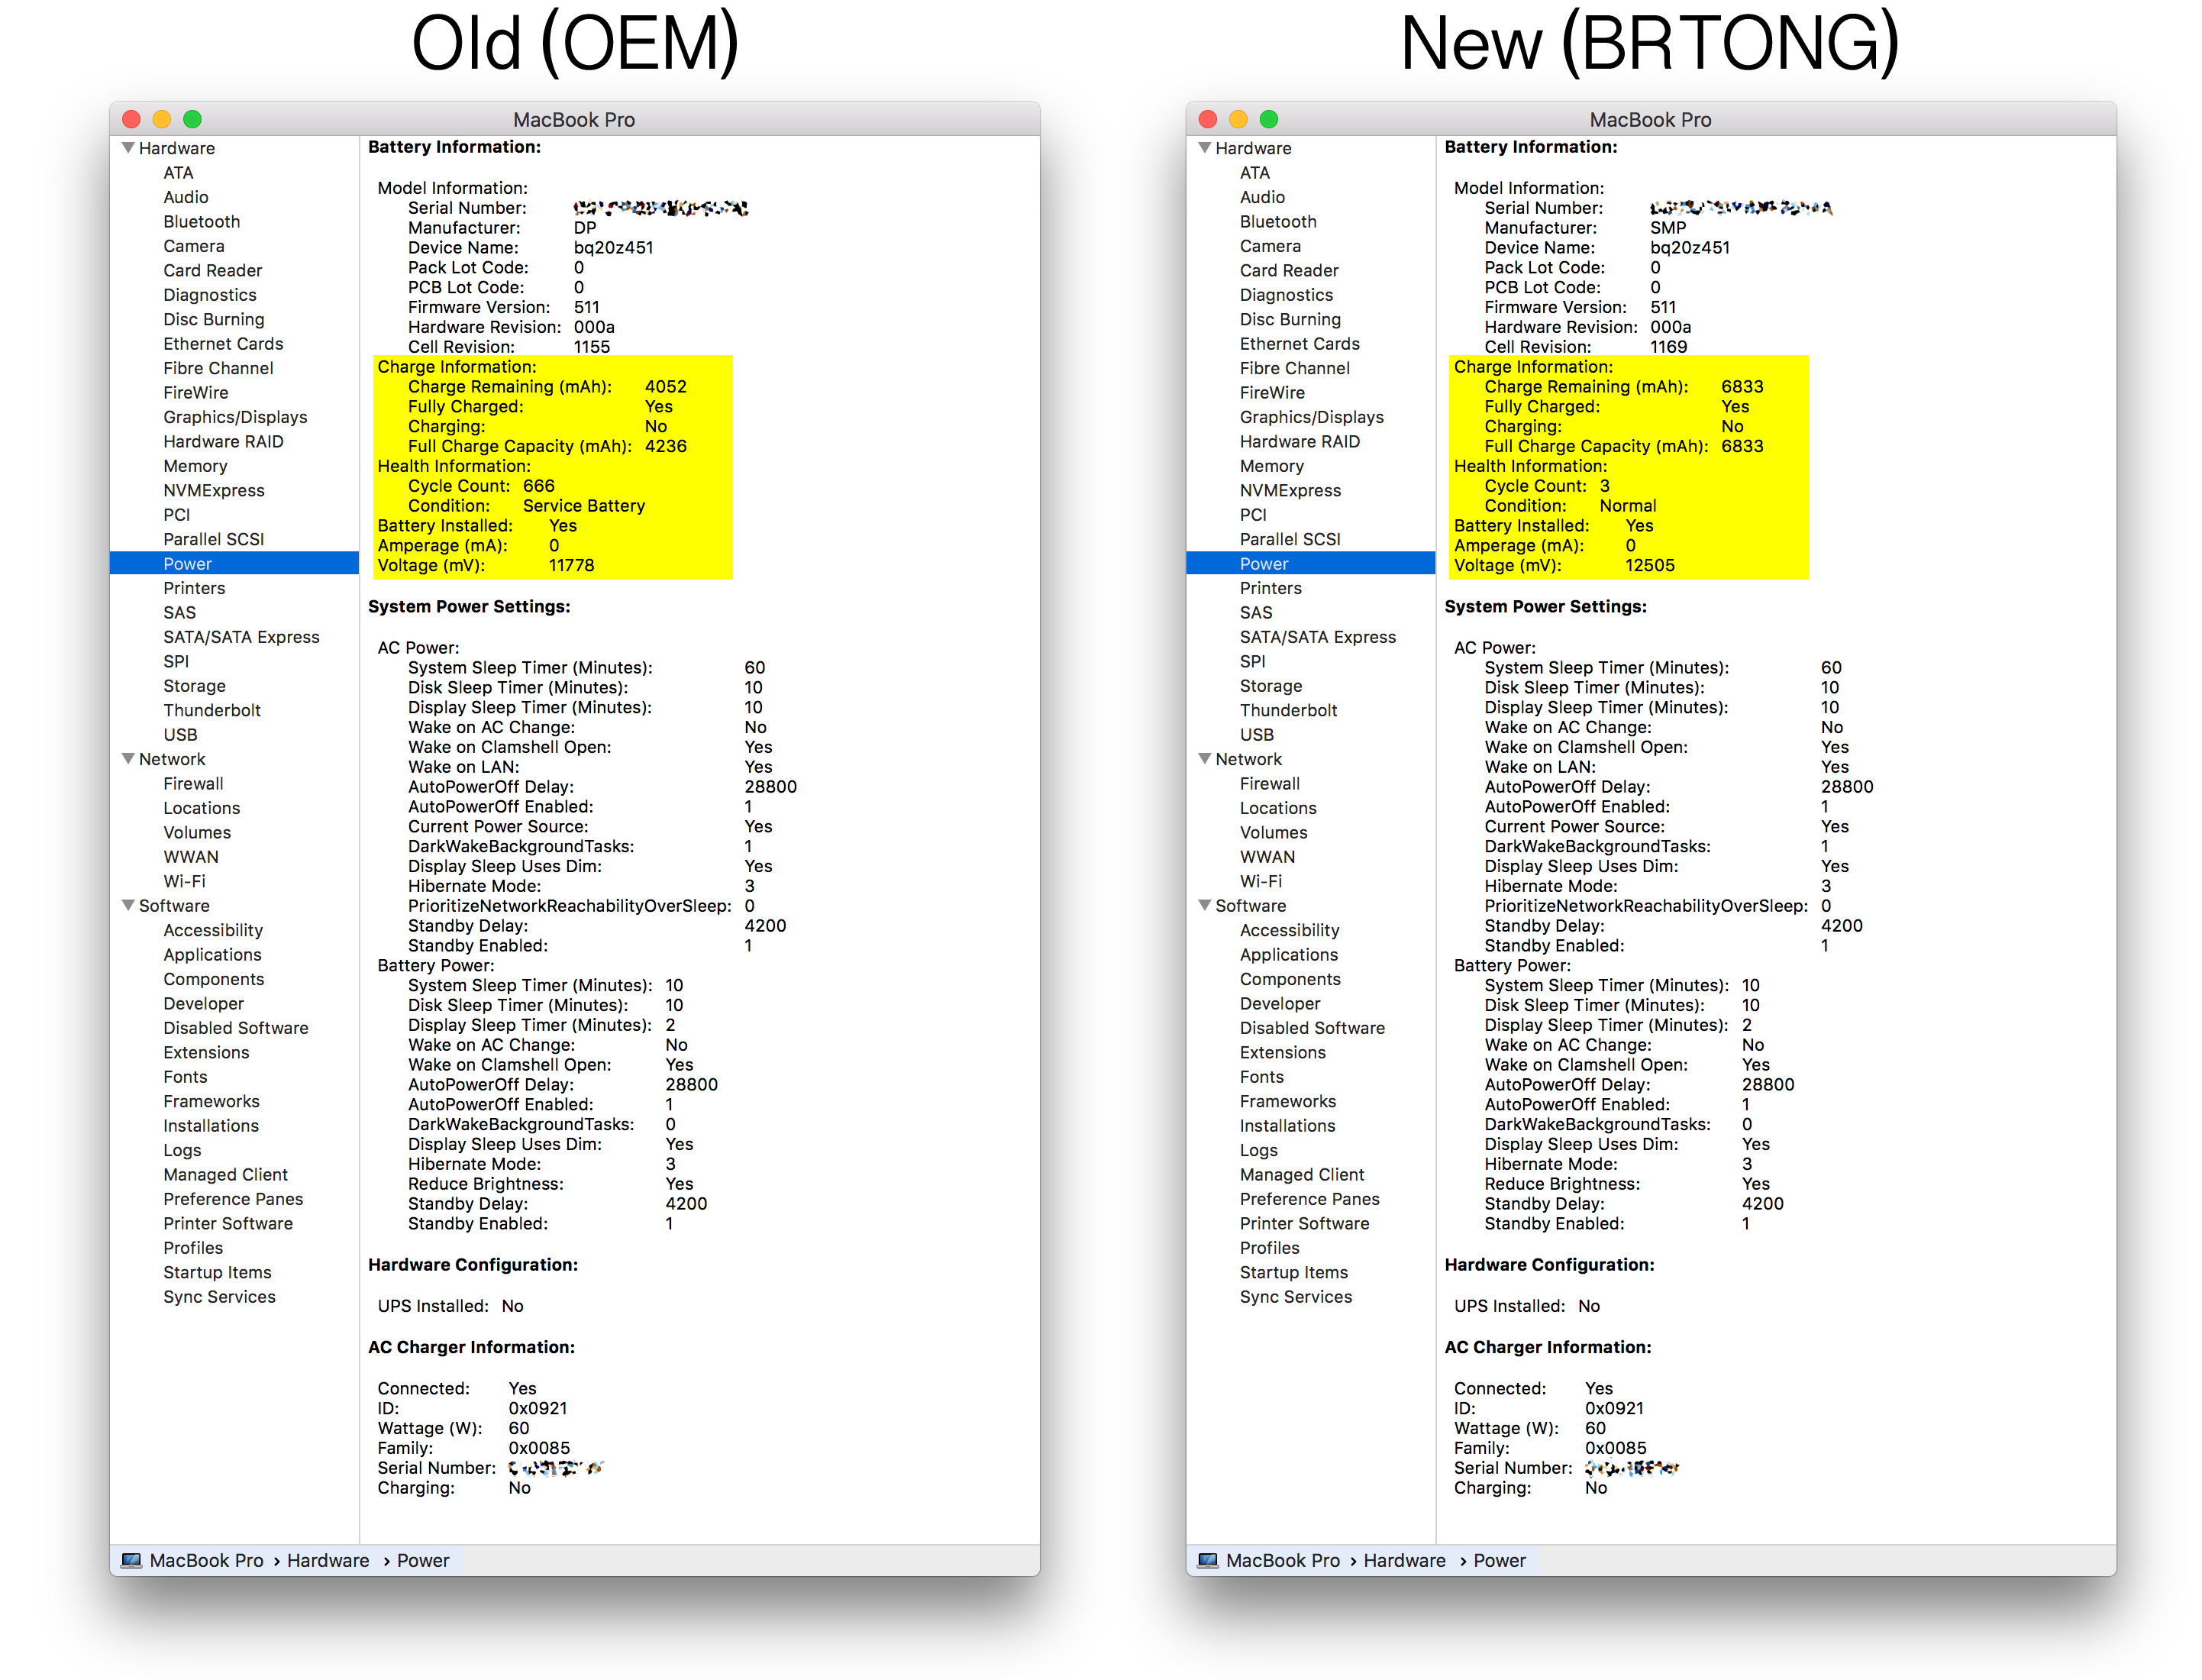 Old (OEM)
MacBook Pro
Hardware
ATA
Audio
Bluetooth
Camera
Card Reader
Diagnostics
Disc Burning
Ethernet Cards
Fibre Channel
FireWire
Graphics/Displays
Hardware RAID
Memory
NVMExpress
PCI
Parallel SCSI
Power
Printers
SAS
SATA/SATA Express
SPI
Storage
Thunderbolt
USB
Network
Firewall
Locations
Volumes
WWAN
Wi-Fi
Software
Accessibility
Applications
Components
Developer
Disabled Software
Extensions
Fonts
Frameworks
Installations
Logs
Managed Client
Preference Panes
Printer Software
Profiles
Startup Items
Sync Services
Battery Information:
Model Information:
Serial Number:
Manufacturer: DP
Device Name: bq20z451
Pack Lot Code: 0
PCB Lot Code: 0
Firmware Version: 511
Hardware Revision: 000a
Cell Revision: 1155
Charge Information:
Charge Remaining (mAh): 4052
Fully Charged: Yes
Charging: No
Full Charge Capacity (mAh): 4236
Health Information:
Cycle Count: 666
Condition: Service Battery
Battery Installed: Yes
Amperage (mA): 0
Voltage (mV): 11778
System Power Settings:
AC Power:
System Sleep Timer (Minutes): 60
Disk Sleep Timer (Minutes): 10
Display Sleep Timer (Minutes): 10
Wake on AC Change: No
Wake on Clamshell Open: Yes
Wake on LAN: Yes
AutoPowerOff Delay: 28800
AutoPowerOff Enabled: 1
Current Power Source: Yes
DarkWakeBackgroundTasks: 1
Display Sleep Uses Dim: Yes
Hibernate Mode: 3
PrioritizeNetworkReachabilityOverSleep: 0
Standby Delay: 4200
Standby Enabled: 1
Battery Power:
System Sleep Timer (Minutes): 10
Disk Sleep Timer (Minutes): 10
Display Sleep Timer (Minutes): 2
Wake on AC Change: No
Wake on Clamshell Open: Yes
AutoPowerOff Delay: 28800
AutoPowerOff Enabled: 1
DarkWakeBackgroundTasks: 0
Display Sleep Uses Dim: Yes
Hibernate Mode: 3
Reduce Brightness: Yes
Standby Delay: 4200
Standby Enabled: 1
Hardware Configuration:
UPS Installed: No
AC Charger Information:
Connected: Yes
ID: 0x0921
Wattage (W): 60
Family: 0x0085
Serial Number:
Charging: No
MacBook Pro › Hardware › Power
New (BRTONG)
MacBook Pro
Hardware
ATA
Audio
Bluetooth
Camera
Card Reader
Diagnostics
Disc Burning
Ethernet Cards
Fibre Channel
FireWire
Graphics/Displays
Hardware RAID
Memory
NVMExpress
PCI
Parallel SCSI
Power
Printers
SAS
SATA/SATA Express
SPI
Storage
Thunderbolt
USB
Network
Firewall
Locations
Volumes
WWAN
Wi-Fi
Software
Accessibility
Applications
Components
Developer
Disabled Software
Extensions
Fonts
Frameworks
Installations
Logs
Managed Client
Preference Panes
Printer Software
Profiles
Startup Items
Sync Services
Battery Information:
Model Information:
Serial Number:
Manufacturer: SMP
Device Name: bq20z451
Pack Lot Code: 0
PCB Lot Code: 0
Firmware Version: 511
Hardware Revision: 000a
Cell Revision: 1169
Charge Information:
Charge Remaining (mAh): 6833
Fully Charged: Yes
Charging: No
Full Charge Capacity (mAh): 6833
Health Information:
Cycle Count: 3
Condition: Normal
Battery Installed: Yes
Amperage (mA): 0
Voltage (mV): 12505
System Power Settings:
AC Power:
System Sleep Timer (Minutes): 60
Disk Sleep Timer (Minutes): 10
Display Sleep Timer (Minutes): 10
Wake on AC Change: No
Wake on Clamshell Open: Yes
Wake on LAN: Yes
AutoPowerOff Delay: 28800
AutoPowerOff Enabled: 1
Current Power Source: Yes
DarkWakeBackgroundTasks: 1
Display Sleep Uses Dim: Yes
Hibernate Mode: 3
PrioritizeNetworkReachabilityOverSleep: 0
Standby Delay: 4200
Standby Enabled: 1
Battery Power:
System Sleep Timer (Minutes): 10
Disk Sleep Timer (Minutes): 10
Display Sleep Timer (Minutes): 2
Wake on AC Change: No
Wake on Clamshell Open: Yes
AutoPowerOff Delay: 28800
AutoPowerOff Enabled: 1
DarkWakeBackgroundTasks: 0
Display Sleep Uses Dim: Yes
Hibernate Mode: 3
Reduce Brightness: Yes
Standby Delay: 4200
Standby Enabled: 1
Hardware Configuration:
UPS Installed: No
AC Charger Information:
Connected: Yes
ID: 0x0921
Wattage (W): 60
Family: 0x0085
Serial Number:
Charging: No
MacBook Pro › Hardware › Power